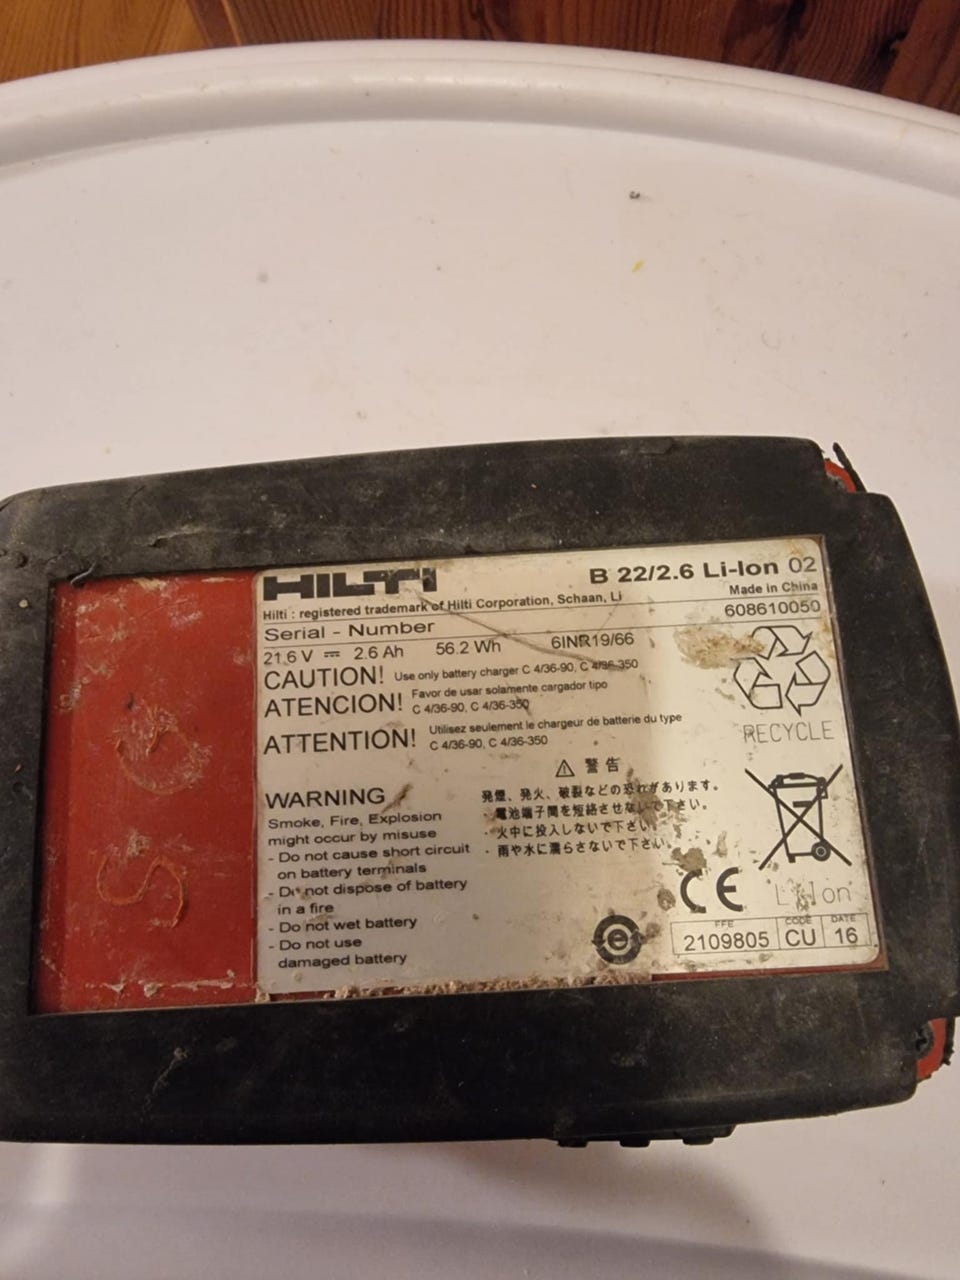 HILTI
B 22/2.6 Li-Ion 02
Hilti : registered trademark of Hilti Corporation, Schaan, Li
Made in China
Serial - Number
608610050
21.6 V ⎓ 2.6 Ah 56.2 Wh 6INR19/66
CAUTION! Use only battery charger C 4/36-90, C 4/36-350
ATENCION! Favor de usar solamente cargador tipo
C 4/36-90, C 4/36-350
ATTENTION! Utilisez seulement le chargeur de batterie du type
C 4/36-90, C 4/36-350
RECYCLE
WARNING
Smoke, Fire, Explosion
might occur by misuse
- Do not cause short circuit
on battery terminals
- Do not dispose of battery
in a fire
- Do not wet battery
- Do not use
damaged battery
⚠ 警告
発煙、発火、破裂などの恐れがあります。
・電池端子間を短絡させないで下さい。
・火中に投入しないで下さい。
・雨や水に濡らさないで下さい。
CE
Li-Ion
e
FFE CODE DATE
2109805 CU 16
S